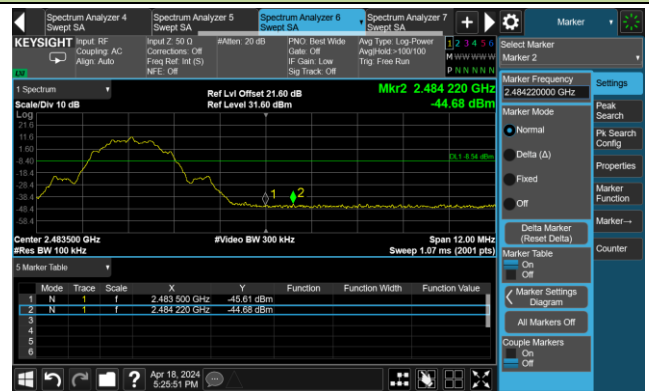 Spectrum Analyzer 4
Swept SA
Spectrum Analyzer 5
Swept SA
Spectrum Analyzer 6
Swept SA
Spectrum Analyzer 7
Swept SA
+
Marker
KEYSIGHT
Input: RF
Coupling: AC
Align: Auto
Input Z: 50 Ω
Corrections: Off
Freq Ref: Int (S)
NFE: Off
#Atten: 20 dB
PNO: Best Wide
Gate: Off
IF Gain: Low
Sig Track: Off
Avg Type: Log-Power
Avg|Hold:>100/100
Trig: Free Run
1 2 3 4 5 6
M W W W W W
P N N N N N
LW
Select Marker
Marker 2
1 Spectrum
Scale/Div 10 dB
Ref Lvl Offset 21.60 dB
Ref Level 31.60 dBm
Mkr2 2.484 220 GHz
-44.68 dBm
Log
21.6
11.6
1.60
-8.40
-18.4
-28.4
-38.4
-48.4
-58.4
DL1 -8.54 dBm
1
2
Center 2.483500 GHz
#Res BW 100 kHz
#Video BW 300 kHz
Span 12.00 MHz
Sweep 1.07 ms (2001 pts)
5 Marker Table
Mode Trace Scale X Y Function Function Width Function Value
1 N 1 f 2.483 500 GHz -45.61 dBm
2 N 1 f 2.484 220 GHz -44.68 dBm
3
4
5
6
Marker Frequency
2.484220000 GHz
Marker Mode
Normal
Delta (Δ)
Fixed
Off
Delta Marker
(Reset Delta)
Marker Table
On
Off
Marker Settings
Diagram
All Markers Off
Couple Markers
On
Off
Settings
Peak
Search
Pk Search
Config
Properties
Marker
Function
Marker→
Counter
?
Apr 18, 2024
5:25:51 PM